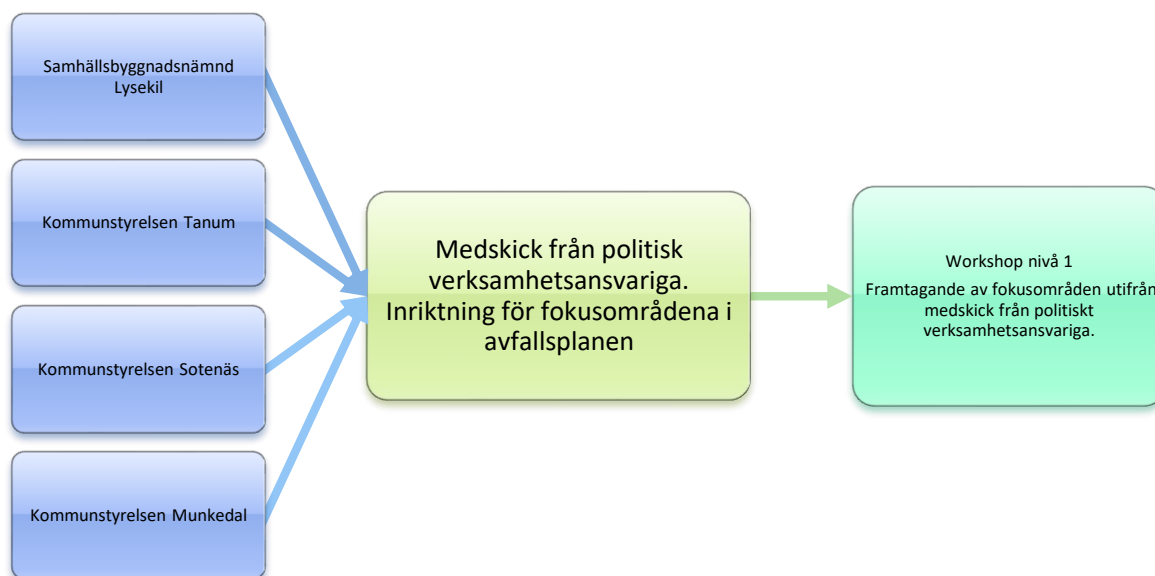 Samhällsbyggnadsnämnd
Lysekil
Kommunstyrelsen Tanum
Kommunstyrelsen Sotenäs
Kommunstyrelsen Munkedal
Medskick från politisk
verksamhetsansvariga.
Inriktning för fokusområdena i
avfallsplanen
Workshop nivå 1
Framtagande av fokusområden utifrån
medskick från politiskt
verksamhetsansvariga.